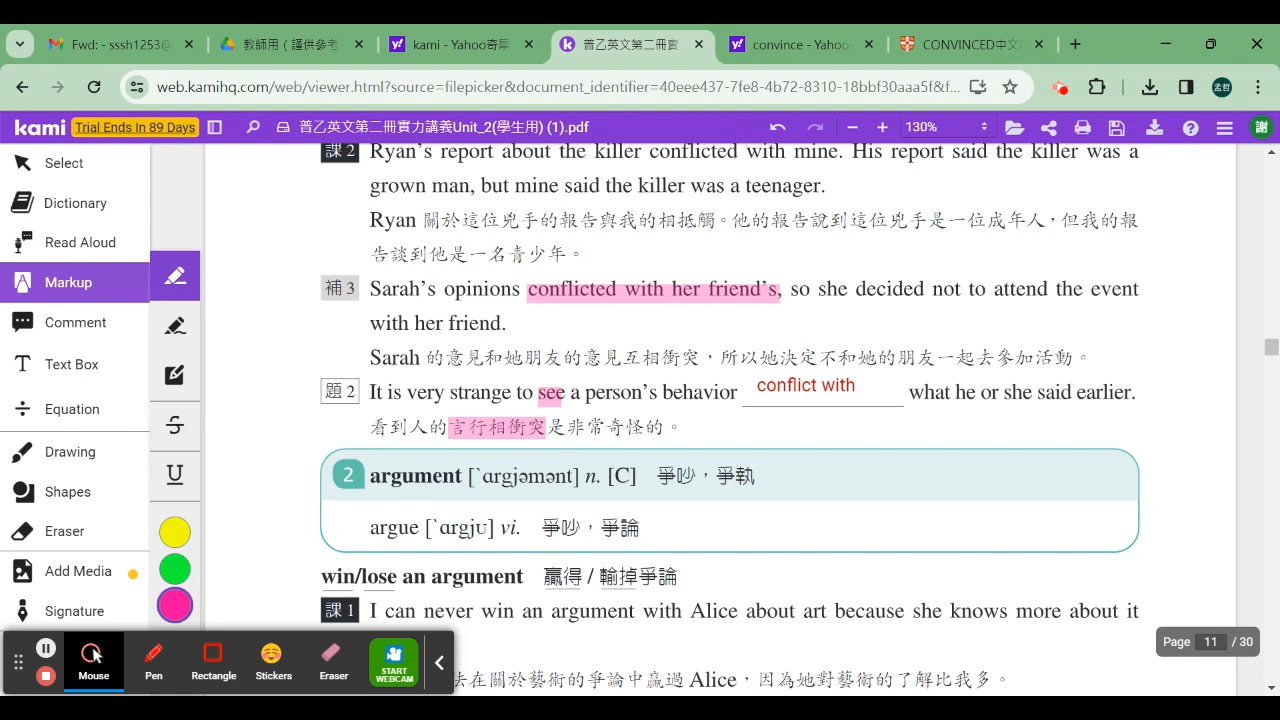 Fwd: - sssh1253@
教師用（謹供參考
kami - Yahoo奇摩
普乙英文第二冊實
convince - Yahoo
CONVINCED中文
web.kamihq.com/web/viewer.html?source=filepicker&document_identifier=40eee437-7fe8-4b72-8310-18bbf30aaa5f&f...
孟哲
kami
Trial Ends In 89 Days
普乙英文第二冊實力講義Unit_2(學生用) (1).pdf
130%
謝
Select
Dictionary
Read Aloud
Markup
Comment
Text Box
Equation
Drawing
Shapes
Eraser
Add Media
Signature
課 2 Ryan's report about the killer conflicted with mine. His report said the killer was a
grown man, but mine said the killer was a teenager.
Ryan 關於這位兇手的報告與我的相抵觸。他的報告說到這位兇手是一位成年人，但我的報
告談到他是一名青少年。
補 3 Sarah's opinions conflicted with her friend's, so she decided not to attend the event
with her friend.
Sarah 的意見和她朋友的意見互相衝突，所以她決定不和她的朋友一起去參加活動。
題 2 It is very strange to see a person's behavior conflict with what he or she said earlier.
看到人的言行相衝突是非常奇怪的。
2 argument [ˋɑrgjəmənt] n. [C] 爭吵，爭執
argue [ˋɑrgjʊ] vi. 爭吵，爭論
win/lose an argument 贏得 / 輸掉爭論
課 1 I can never win an argument with Alice about art because she knows more about it
法在關於藝術的爭論中贏過 Alice，因為她對藝術的了解比我多。
Page 11 / 30
Mouse
Pen
Rectangle
Stickers
Eraser
START
WEBCAM